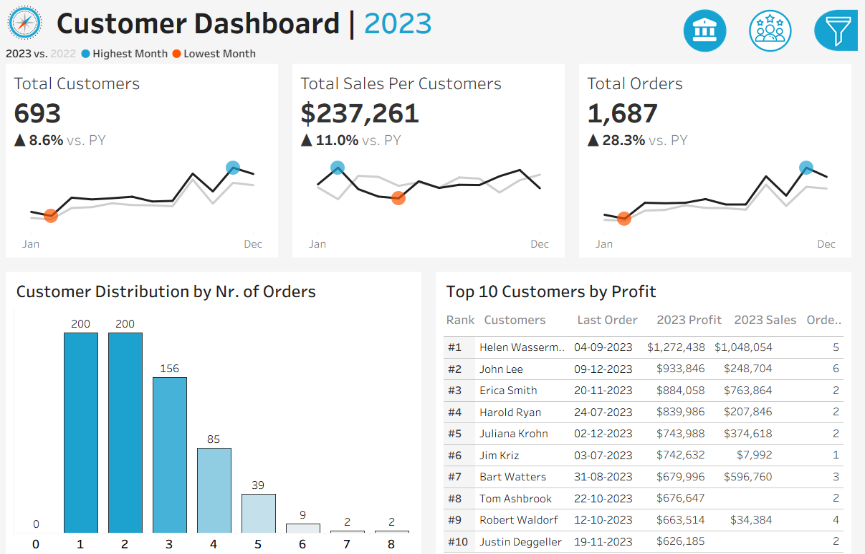 Customer Dashboard | 2023
2023 vs. 2022 Highest Month Lowest Month
Total Customers
693
▲ 8.6% vs. PY
Jan Dec
Total Sales Per Customers
$237,261
▲ 11.0% vs. PY
Jan Dec
Total Orders
1,687
▲ 28.3% vs. PY
Jan Dec
Customer Distribution by Nr. of Orders
0 200 200 156 85 39 9 2 2
0 1 2 3 4 5 6 7 8
Top 10 Customers by Profit
Rank Customers Last Order 2023 Profit 2023 Sales Orde..
#1 Helen Wasserm.. 04-09-2023 $1,272,438 $1,048,054 5
#2 John Lee 09-12-2023 $933,846 $248,704 6
#3 Erica Smith 20-11-2023 $884,058 $763,864 2
#4 Harold Ryan 24-07-2023 $839,986 $207,846 2
#5 Juliana Krohn 02-12-2023 $743,988 $374,618 2
#6 Jim Kriz 03-07-2023 $742,632 $7,992 1
#7 Bart Watters 31-08-2023 $679,996 $596,760 3
#8 Tom Ashbrook 22-10-2023 $676,647 2
#9 Robert Waldorf 12-10-2023 $663,514 $34,384 4
#10 Justin Deggeller 19-11-2023 $626,185 2